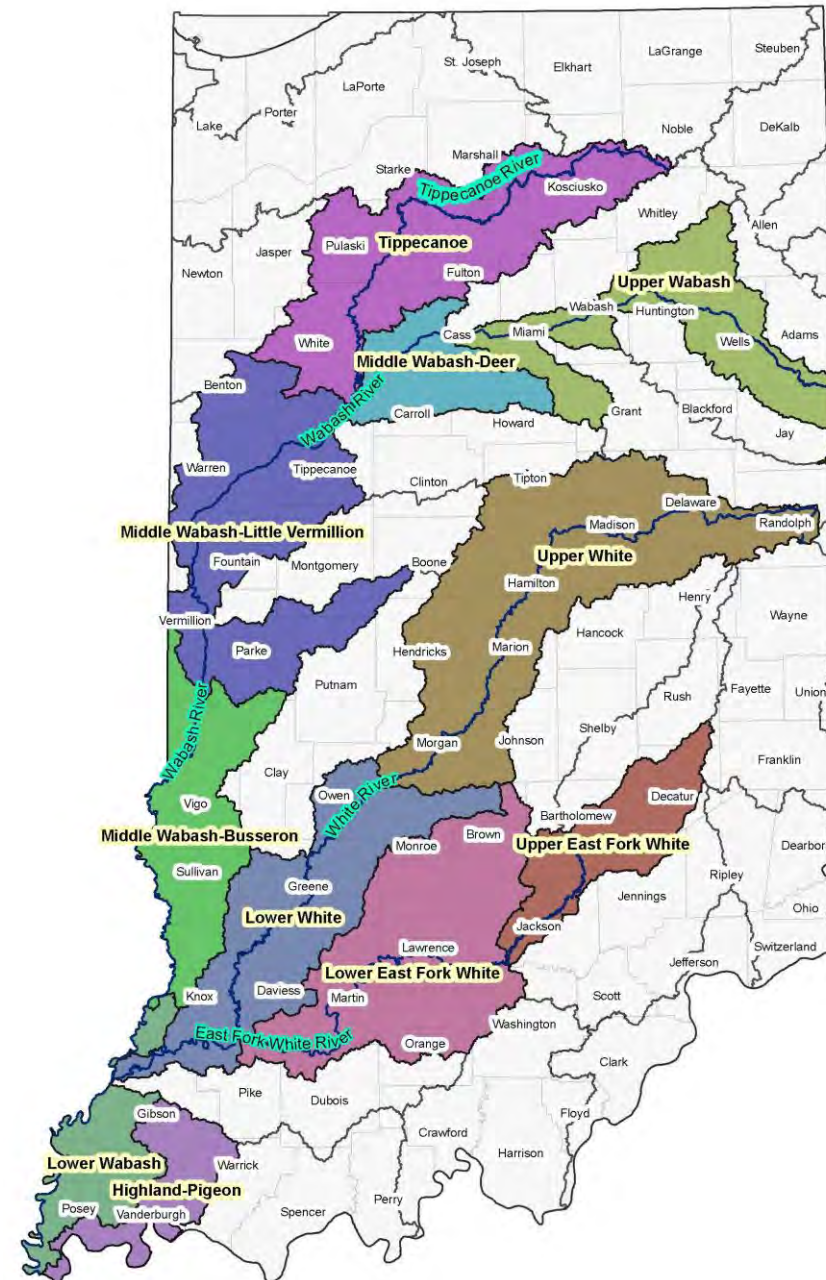 Steuben
LaGrange
Elkhart
St. Joseph
LaPorte
Porter
Lake
Noble
DeKalb
Marshall
Starke
Tippecanoe River
Kosciusko
Whitley
Allen
Tippecanoe
Pulaski
Jasper
Newton
Fulton
Upper Wabash
Wabash
Huntington
Miami
Cass
Adams
Wells
White
Middle Wabash-Deer
Benton
Wabash River
Carroll
Grant
Howard
Blackford
Jay
Warren
Tippecanoe
Clinton
Tipton
Delaware
Randolph
Madison
Middle Wabash-Little Vermillion
Upper White
Fountain
Montgomery
Boone
Hamilton
Henry
Wayne
Vermillion
Parke
Hendricks
Marion
Hancock
Putnam
Rush
Fayette
Union
Wabash River
Shelby
Morgan
Johnson
Franklin
Clay
Owen
White River
Decatur
Vigo
Bartholomew
Middle Wabash-Busseron
Brown
Monroe
Upper East Fork White
Dearbor
Sullivan
Ripley
Greene
Jennings
Ohio
Lower White
Jackson
Switzerland
Lawrence
Jefferson
Lower East Fork White
Knox
Daviess
Martin
Scott
Washington
East Fork White River
Orange
Clark
Pike
Dubois
Floyd
Gibson
Crawford
Harrison
Lower Wabash
Warrick
Highland-Pigeon
Perry
Posey
Vanderburgh
Spencer